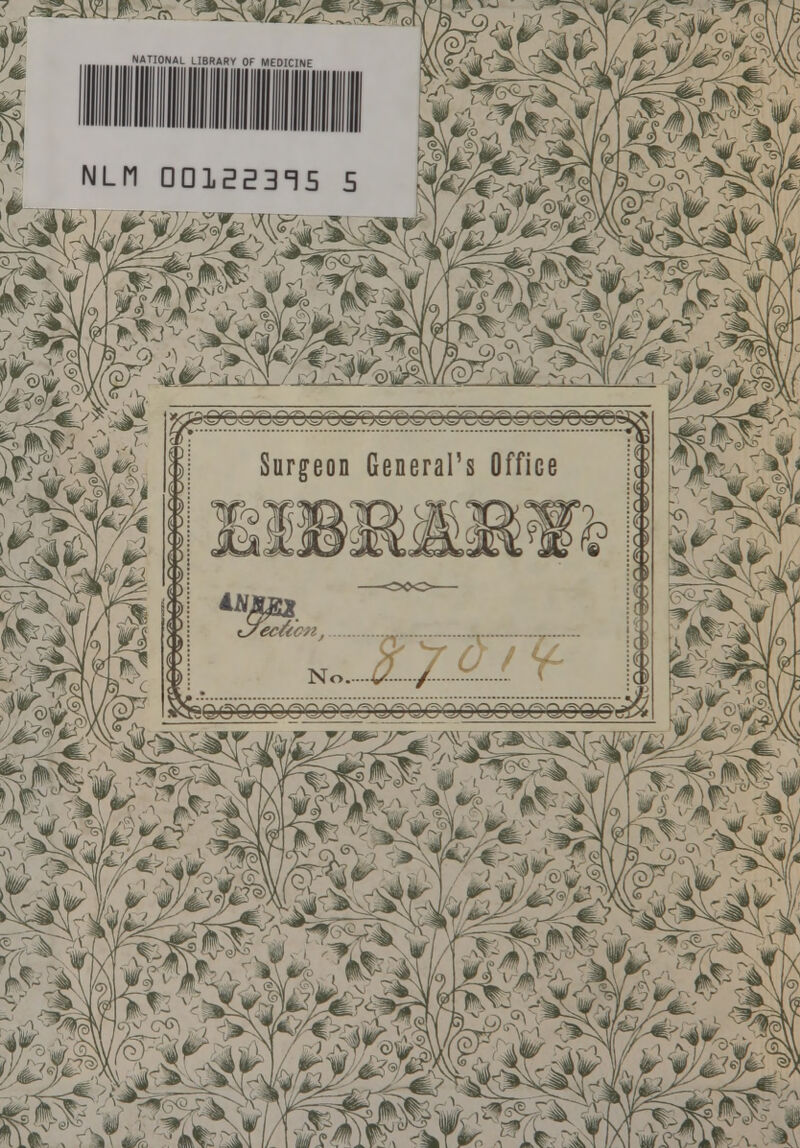 NATIONAL LIBRARY OF MEDICINE
NLM 00122395 5
Surgeon General's Office
LIBRARY.
ANNEX
Section,
No. 87014